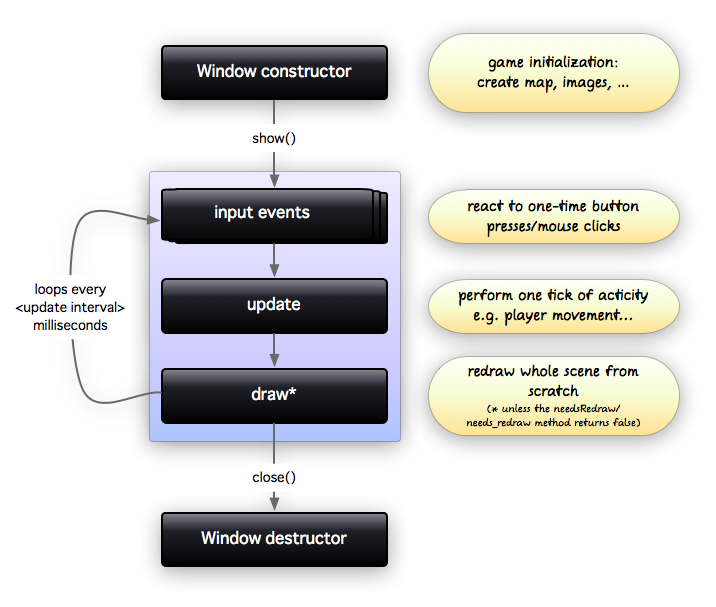 Window constructor
game initialization:
create map, images, ...
show()
input events
react to one-time button
presses/mouse clicks
loops every
<update interval>
milliseconds
update
perform one tick of acticity
e.g. player movement...
draw*
redraw whole scene from
scratch
(* unless the needsRedraw/
needs_redraw method returns false)
close()
Window destructor